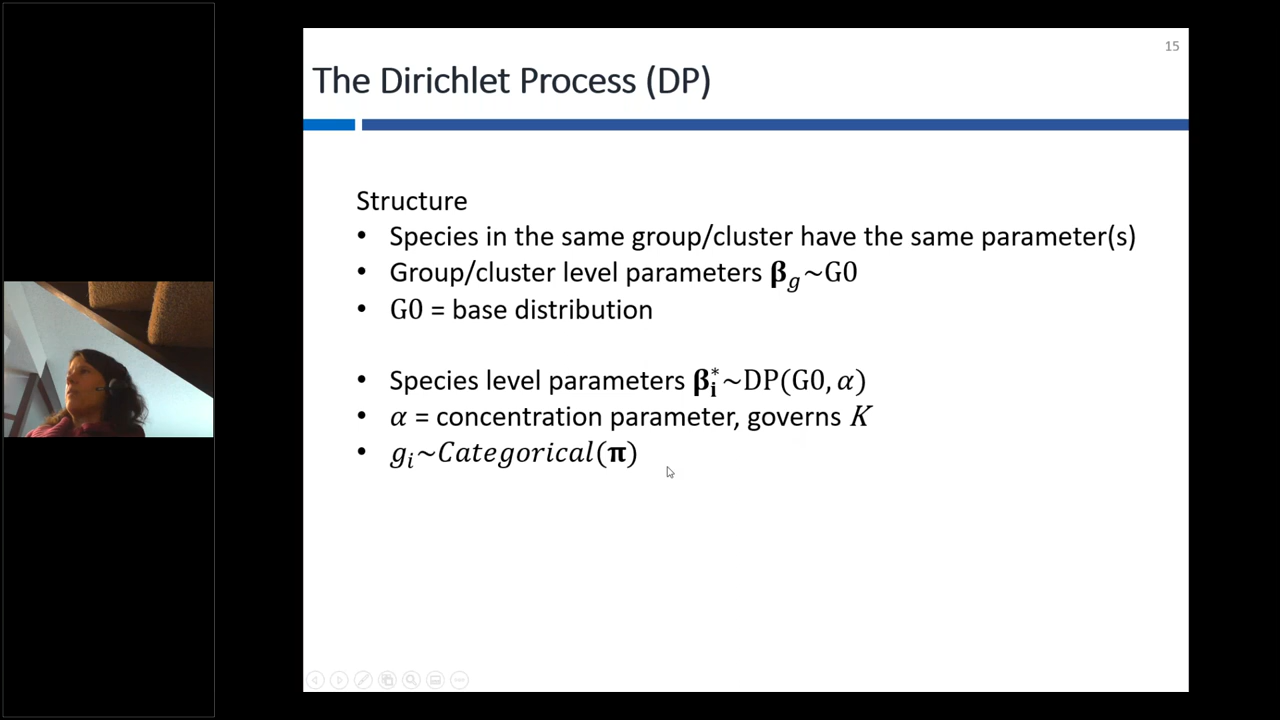 15
The Dirichlet Process (DP)
Structure
• Species in the same group/cluster have the same parameter(s)
• Group/cluster level parameters 𝛃_g~G0
• G0 = base distribution
• Species level parameters 𝛃_i^*~DP(G0, α)
• α = concentration parameter, governs K
• g_i~Categorical(𝛑)